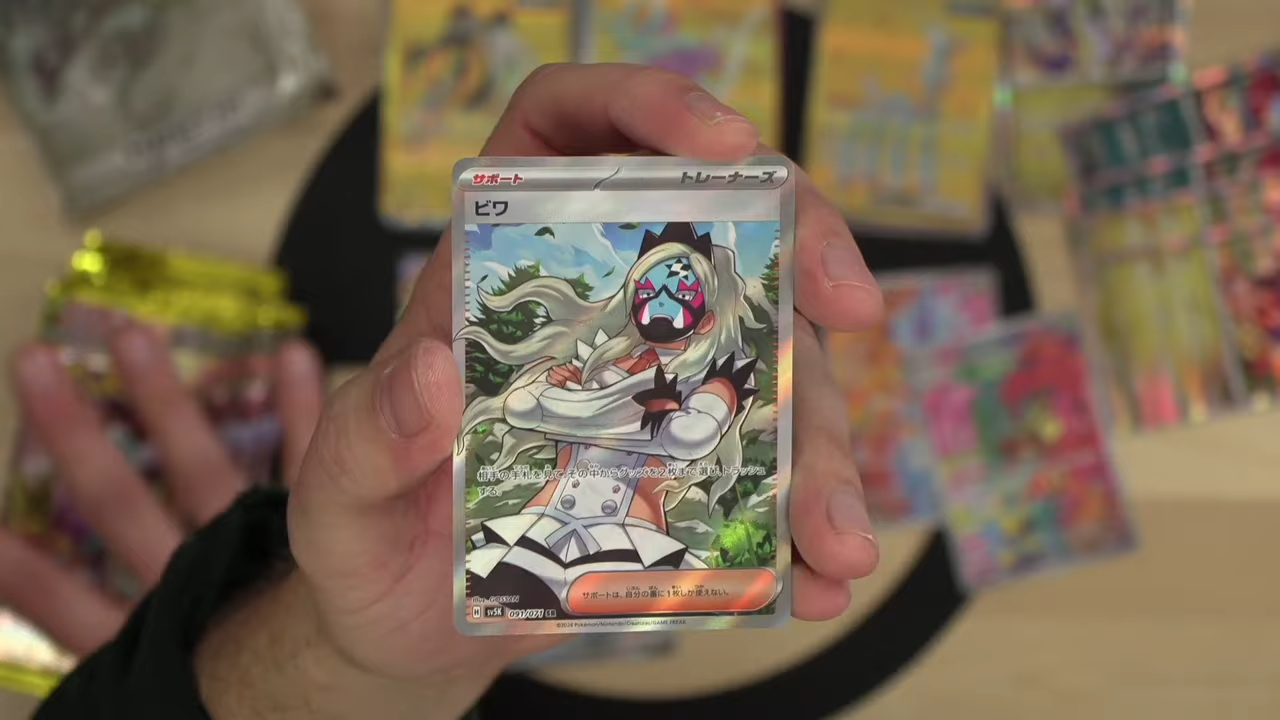 サポート トレーナーズ
ビワ
相手の手札を見て、その中からグッズを2枚まで選び、トラッシュ
する。
サポートは、自分の番に1枚しか使えない。
Illus. GIDSSAN
H sv5K 091/071 SR
©2024 Pokémon/Nintendo/Creatures/GAME FREAK